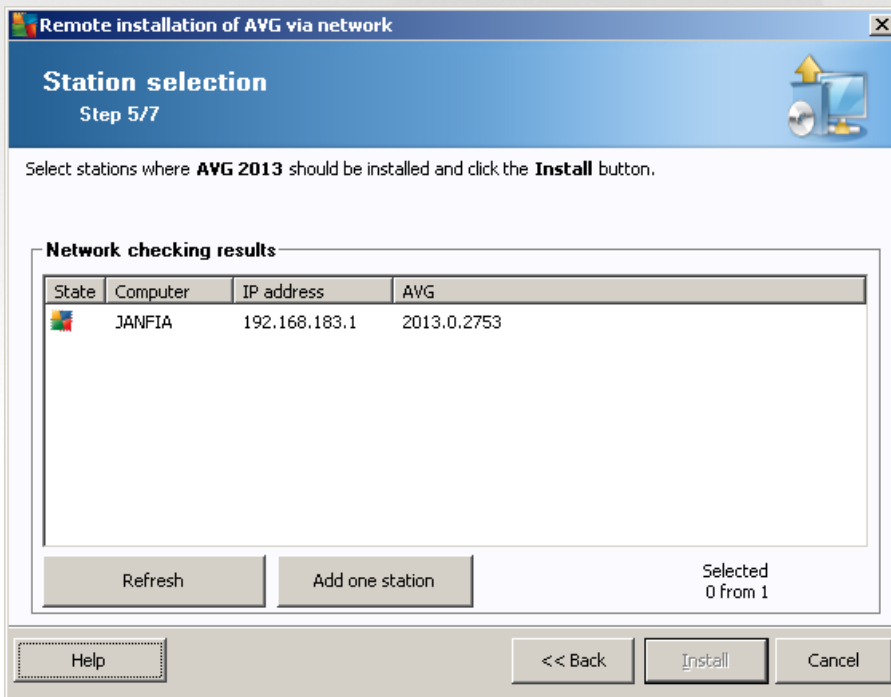 Remote installation of AVG via network
Station selection
Step 5/7
Select stations where AVG 2013 should be installed and click the Install button.
Network checking results
State Computer IP address AVG
JANFIA 192.168.183.1 2013.0.2753
Refresh Add one station Selected
0 from 1
Help << Back Install Cancel